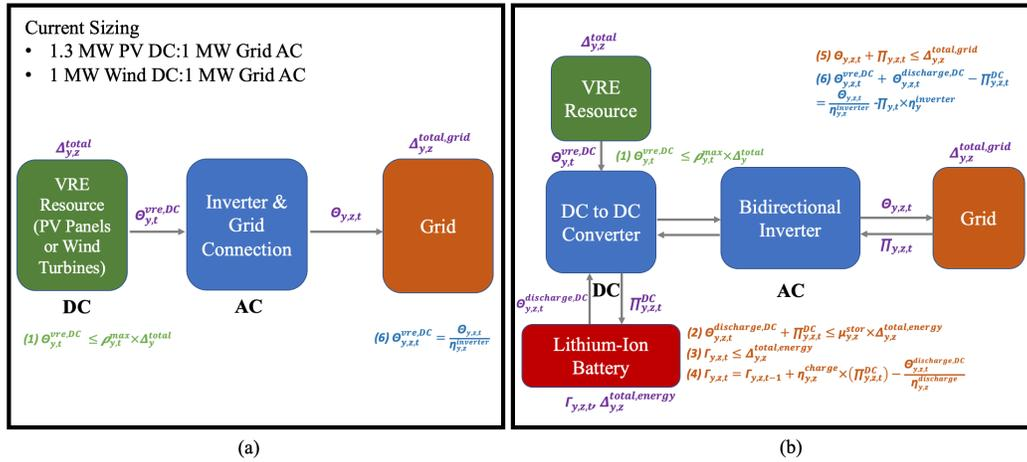 Current Sizing
• 1.3 MW PV DC:1 MW Grid AC
• 1 MW Wind DC:1 MW Grid AC
Δ_{y,z}^{total}
VRE
Resource
(PV Panels
or Wind
Turbines)
DC
Θ_{y,t}^{vre,DC}
Inverter &
Grid
Connection
AC
Θ_{y,z,t}
Δ_{y,z}^{total,grid}
Grid
(1) Θ_{y,t}^{vre,DC} ≤ ρ_{y,t}^{max}×Δ_{y}^{total}
(6) Θ_{y,z,t}^{vre,DC} = Θ_{y,z,t}/η_{y,z}^{inverter}
(a)
Δ_{y,z}^{total}
VRE
Resource
Θ_{y,t}^{vre,DC}
(1) Θ_{y,t}^{vre,DC} ≤ ρ_{y,t}^{max}×Δ_{y}^{total}
(5) Θ_{y,z,t} + Π_{y,z,t} ≤ Δ_{y,z}^{total,grid}
(6) Θ_{y,z,t}^{vre,DC} + Θ_{y,z,t}^{discharge,DC} − Π_{y,z,t}^{DC}
= Θ_{y,z,t}/η_{y,z}^{inverter} -Π_{y,t}×η_{y}^{inverter}
DC to DC
Converter
Bidirectional
Inverter
Θ_{y,z,t}
Π_{y,z,t}
Δ_{y,z}^{total,grid}
Grid
DC
AC
Θ_{y,z,t}^{discharge,DC}
Π_{y,z,t}^{DC}
Lithium-Ion
Battery
Γ_{y,z,t}, Δ_{y,z}^{total,energy}
(2) Θ_{y,z,t}^{discharge,DC} + Π_{y,z,t}^{DC} ≤ μ_{y,z}^{stor} × Δ_{y,z}^{total,energy}
(3) Γ_{y,z,t} ≤ Δ_{y,z}^{total,energy}
(4) Γ_{y,z,t} = Γ_{y,z,t−1} + η_{y,z}^{charge}×(Π_{y,z,t}^{DC}) − Θ_{y,z,t}^{discharge,DC}/η_{y,z}^{discharge}
(b)